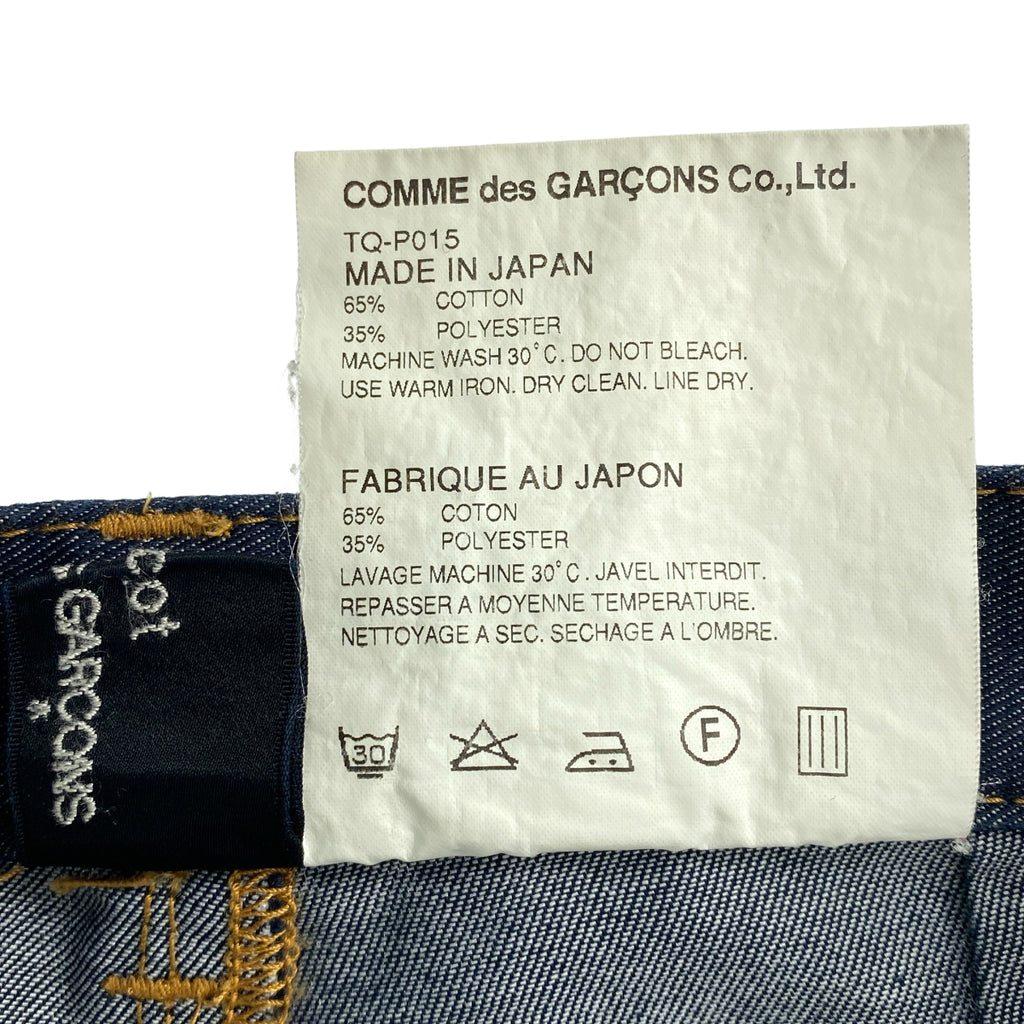 COMME des GARÇONS Co.,Ltd.
TQ-P015
MADE IN JAPAN
65% COTTON
35% POLYESTER
MACHINE WASH 30°C. DO NOT BLEACH.
USE WARM IRON. DRY CLEAN. LINE DRY.
FABRIQUE AU JAPON
65% COTON
35% POLYESTER
LAVAGE MACHINE 30°C. JAVEL INTERDIT.
REPASSER A MOYENNE TEMPERATURE.
NETTOYAGE A SEC. SECHAGE A L'OMBRE.
30
F
cot
GARÇONS